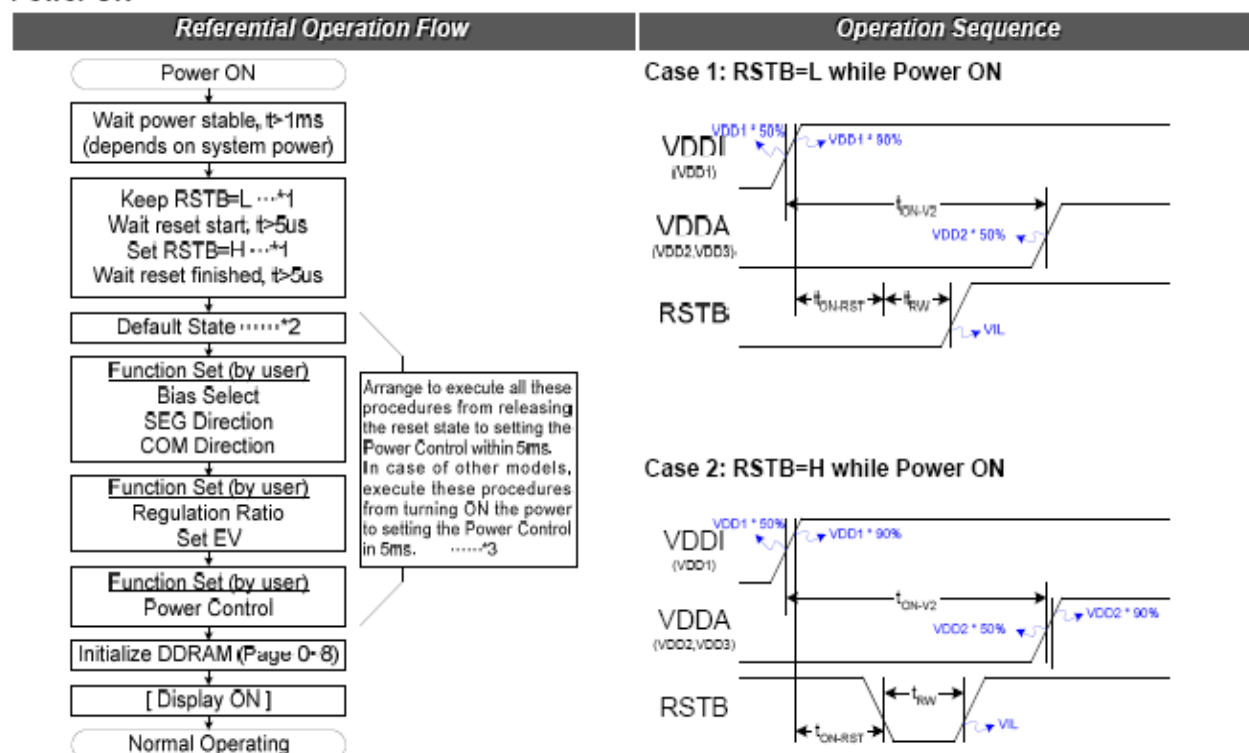 Referential Operation Flow
Operation Sequence
Power ON
Wait power stable, t>1ms
(depends on system power)
Keep RSTB=L ···*1
Wait reset start, t>5us
Set RSTB=H ···*1
Wait reset finished, t>5us
Default State ······*2
Function Set (by user)
Bias Select
SEG Direction
COM Direction
Function Set (by user)
Regulation Ratio
Set EV
Function Set (by user)
Power Control
Initialize DDRAM (Page 0~8)
[ Display ON ]
Normal Operating
Arrange to execute all these
procedures from releasing
the reset state to setting the
Power Control within 5ms.
In case of other models,
execute these procedures
from turning ON the power
to setting the Power Control
in 5ms. ······*3
Case 1: RSTB=L while Power ON
VDD1 * 50%
VDD1 * 90%
VDDI
(VDD1)
tON-V2
VDDA
(VDD2,VDD3)
VDD2 * 50%
RSTB
tON-RST
tRW
VIL
Case 2: RSTB=H while Power ON
VDD1 * 50%
VDD1 * 90%
VDDI
(VDD1)
tON-V2
VDDA
(VDD2,VDD3)
VDD2 * 50%
VDD2 * 90%
RSTB
tRW
tON-RST
VIL